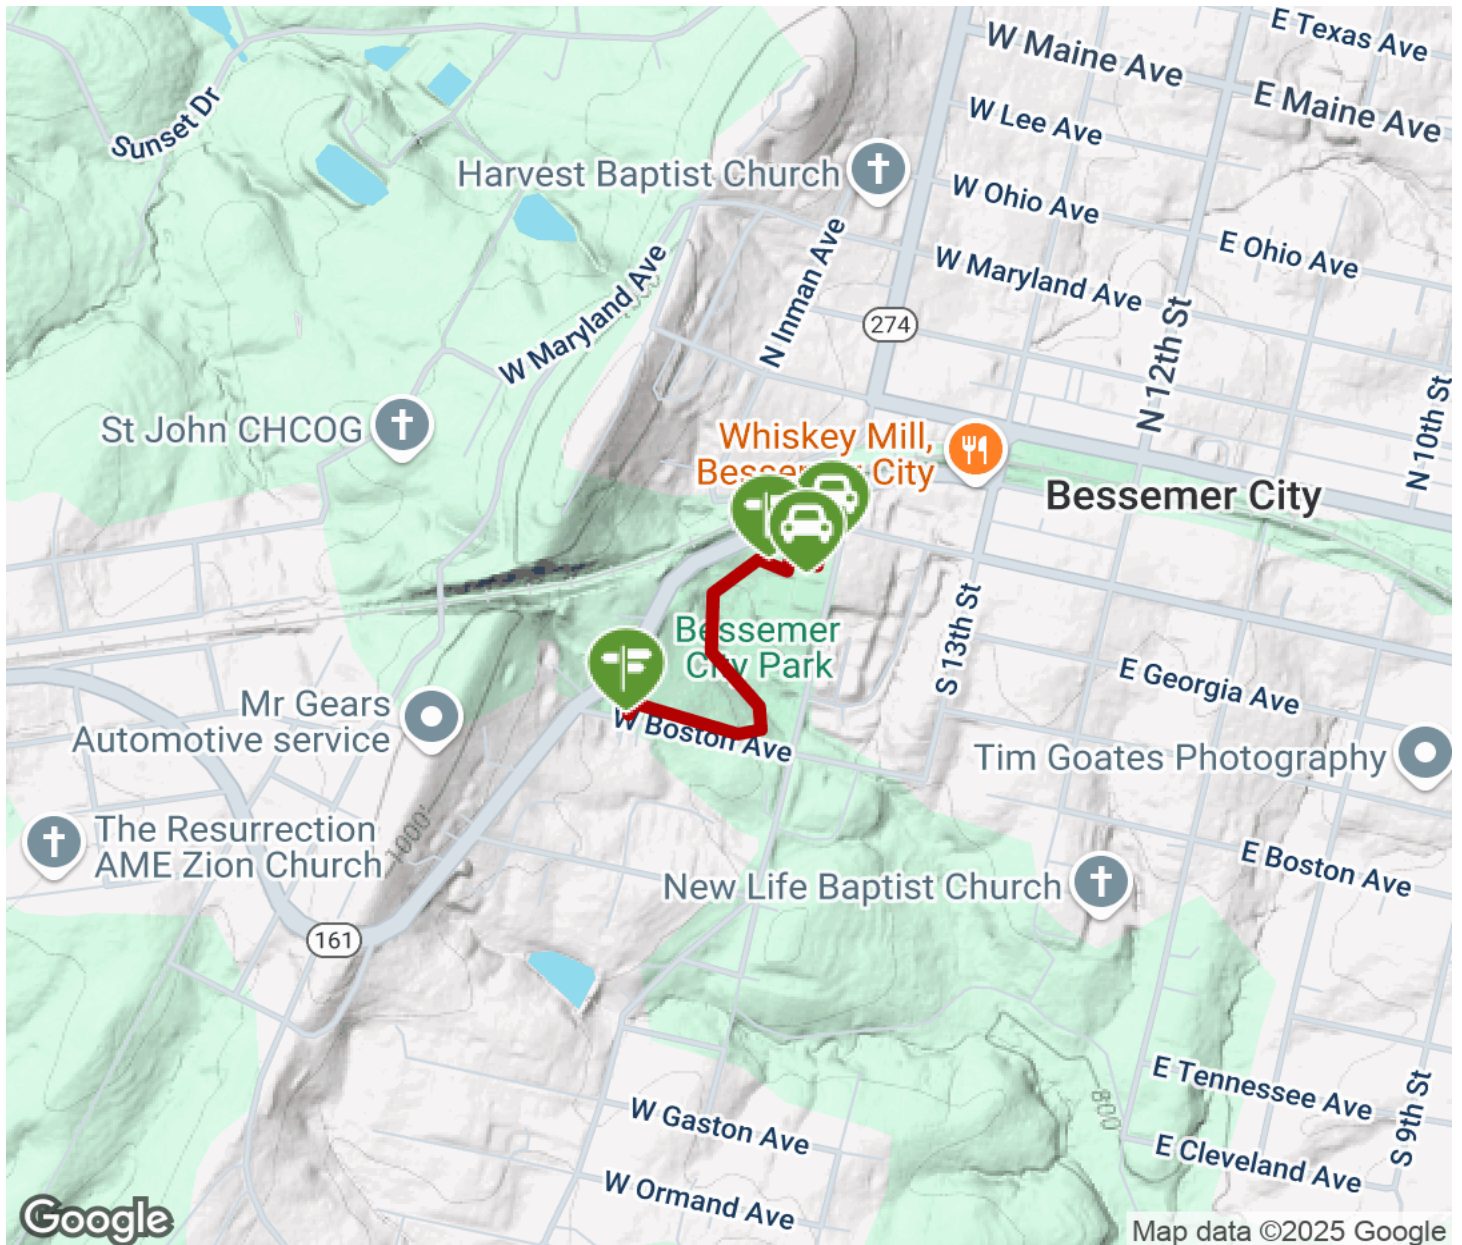 E Texas Ave
W Maine Ave
E Maine Ave
Sunset Dr
W Lee Ave
Harvest Baptist Church
W Ohio Ave
E Ohio Ave
W Maryland Ave
W Maryland Ave
N Inman Ave
274
N 12th St
N 10th St
St John CHCOG
Whiskey Mill,
Bessemer City
Bessemer City
Bessemer
City Park
S 13th St
E Georgia Ave
Mr Gears
Automotive service
W Boston Ave
Tim Goates Photography
1000'
The Resurrection
AME Zion Church
E Boston Ave
New Life Baptist Church
161
E Tennessee Ave
800
W Gaston Ave
S 9th St
E Cleveland Ave
W Ormand Ave
Google
Map data ©2025 Google